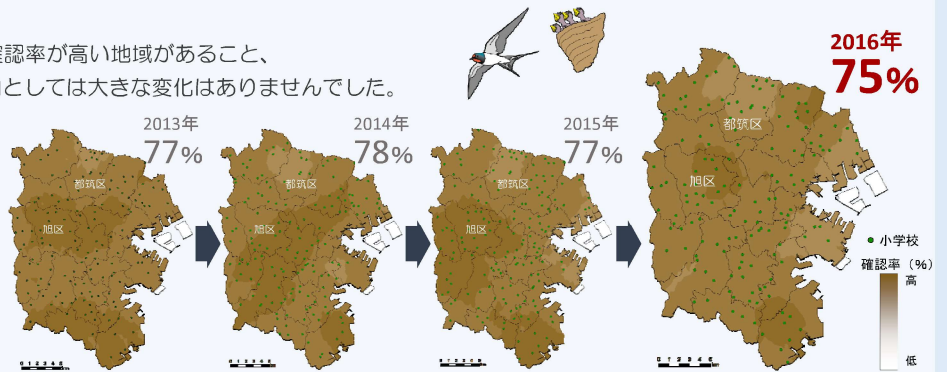 確認率が高い地域があること、
としては大きな変化はありませんでした。
2013年
77%
2014年
78%
2015年
77%
2016年
75%
都筑区
旭区
都筑区
旭区
都筑区
旭区
都筑区
旭区
小学校
確認率（%）
高
低